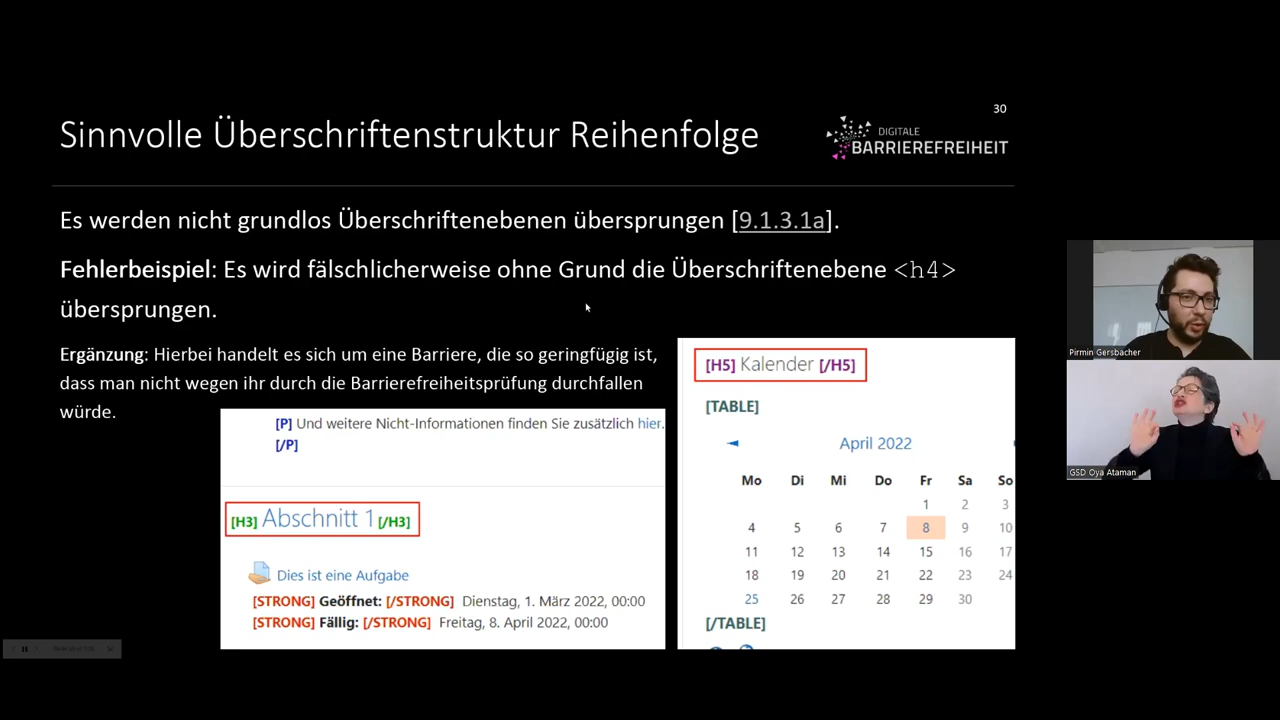 30
Sinnvolle Überschriftenstruktur Reihenfolge
DIGITALE
BARRIEREFREIHEIT
Es werden nicht grundlos Überschriftenebenen übersprungen [9.1.3.1a].
Fehlerbeispiel: Es wird fälschlicherweise ohne Grund die Überschriftenebene <h4>
übersprungen.
Ergänzung: Hierbei handelt es sich um eine Barriere, die so geringfügig ist,
dass man nicht wegen ihr durch die Barrierefreiheitsprüfung durchfallen
würde.
[P] Und weitere Nicht-Informationen finden Sie zusätzlich hier.
[/P]
[H3] Abschnitt 1 [/H3]
Dies ist eine Aufgabe
[STRONG] Geöffnet: [/STRONG] Dienstag, 1. März 2022, 00:00
[STRONG] Fällig: [/STRONG] Freitag, 8. April 2022, 00:00
[H5] Kalender [/H5]
[TABLE]
◄ April 2022
Mo Di Mi Do Fr Sa So
1 2 3
4 5 6 7 8 9 10
11 12 13 14 15 16 17
18 19 20 21 22 23 24
25 26 27 28 29 30
[/TABLE]
Pirmin Gersbacher
GSD Oya Ataman